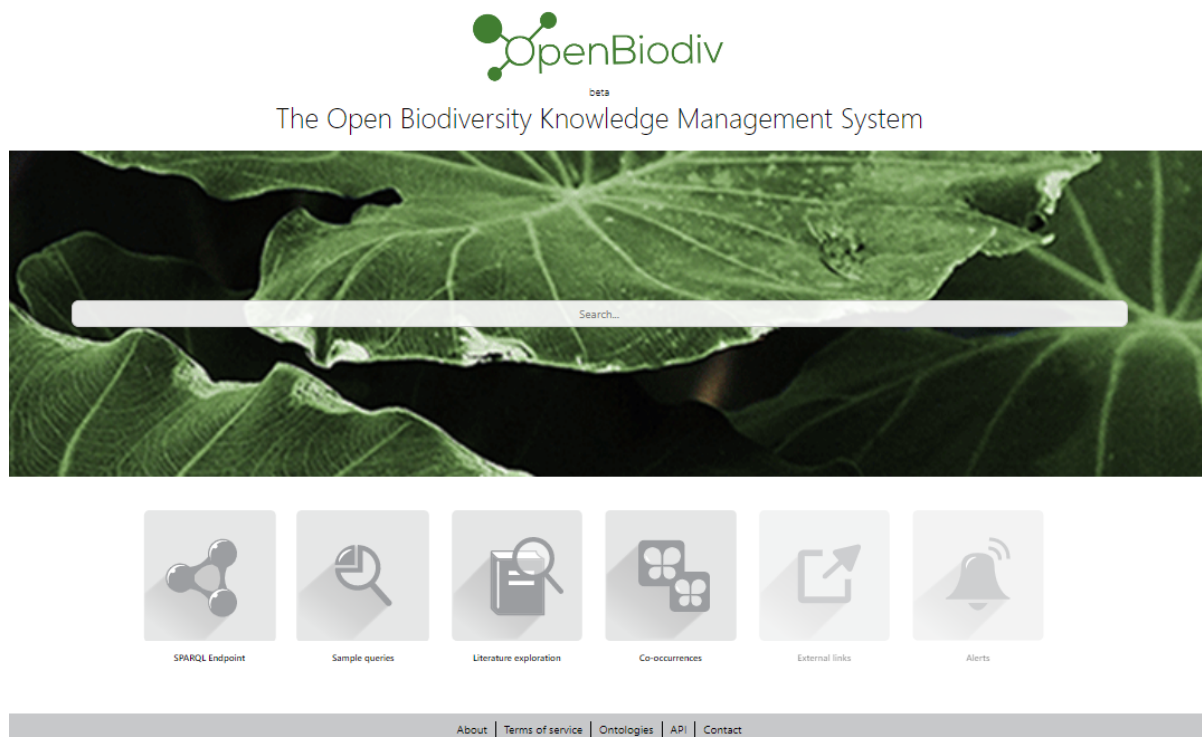 OpenBiodiv
beta
The Open Biodiversity Knowledge Management System
Search...
SPARQL Endpoint
Sample queries
Literature exploration
Co-occurrences
External links
Alerts
About | Terms of service | Ontologies | API | Contact